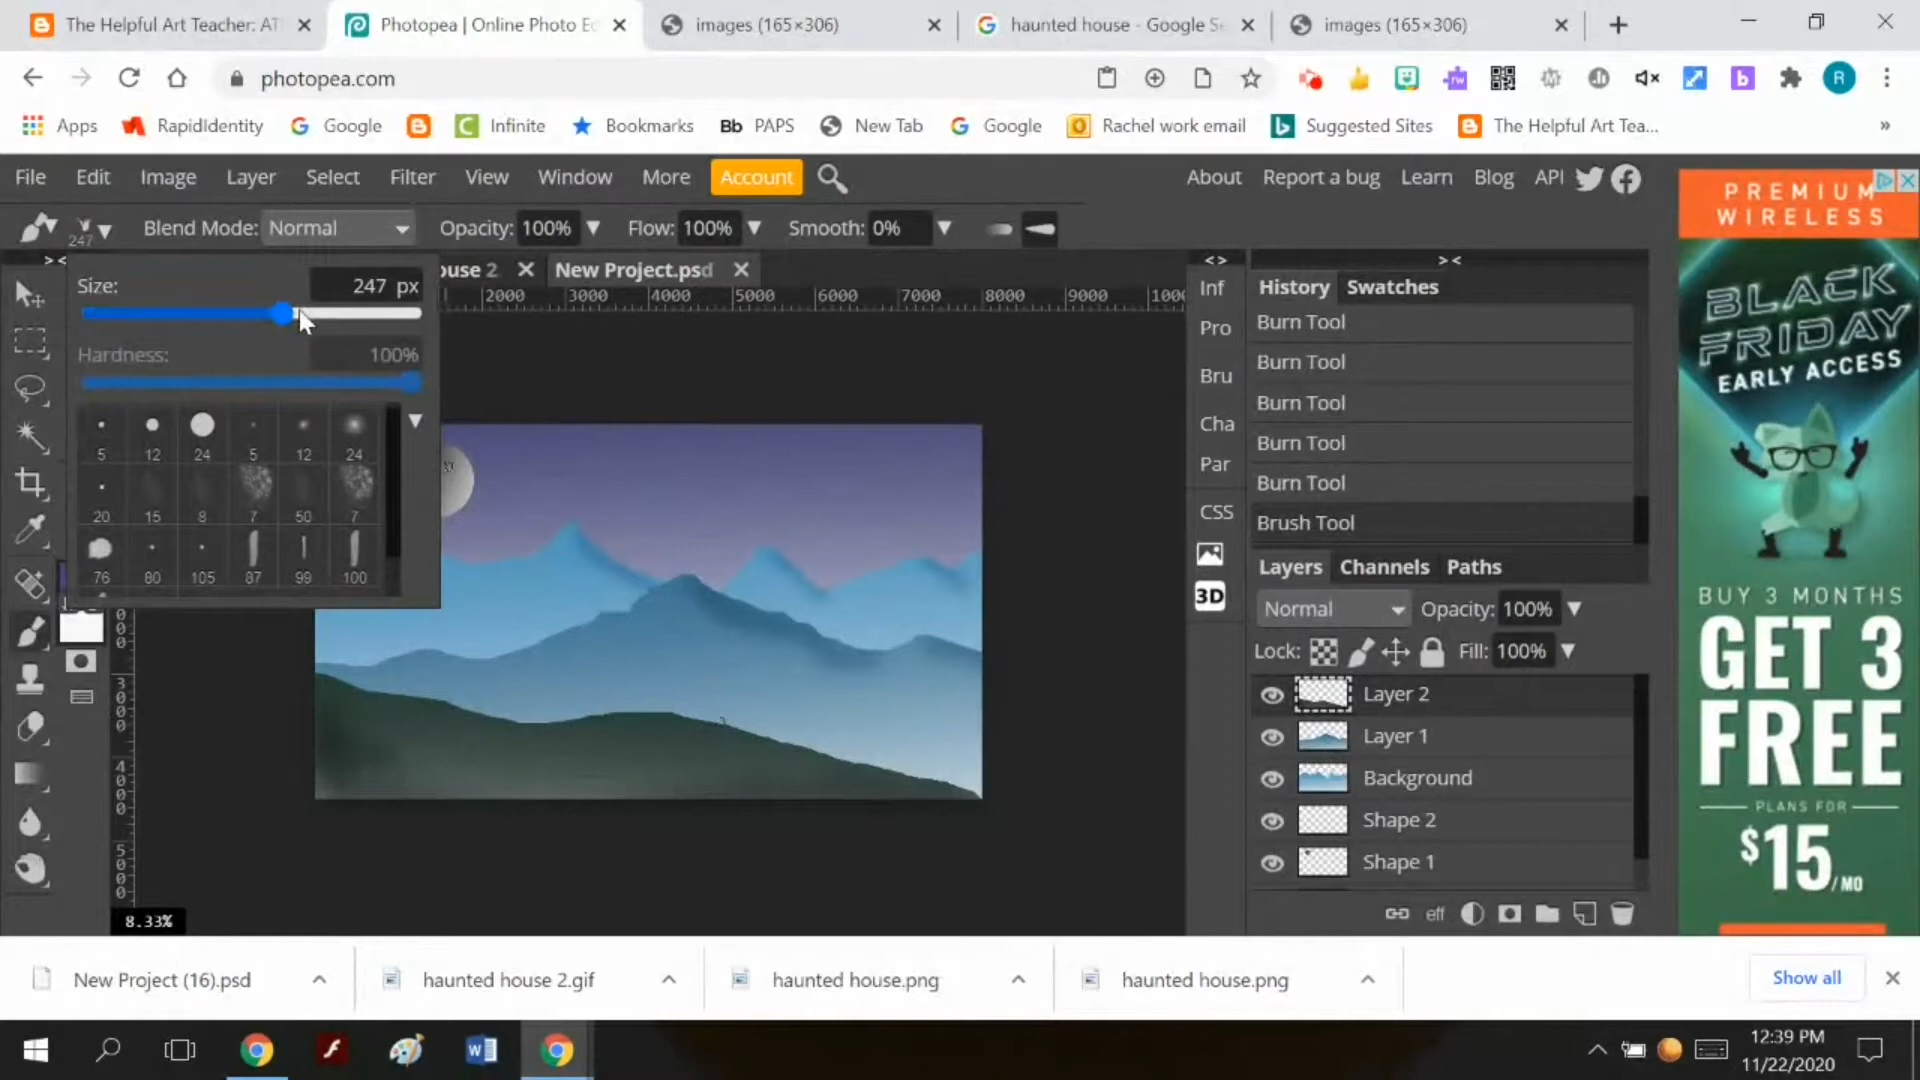 The Helpful Art Teacher: AT
Photopea | Online Photo Ed
images (165×306)
haunted house - Google Se
images (165×306)
photopea.com
Apps
RapidIdentity
Google
Infinite
Bookmarks
Bb PAPS
New Tab
Google
Rachel work email
Suggested Sites
The Helpful Art Tea...
»
File Edit Image Layer Select Filter View Window More Account
About Report a bug Learn Blog API
247 Blend Mode: Normal Opacity: 100% Flow: 100% Smooth: 0%
> <
ouse 2 New Project.psd
2000 3000 4000 5000 6000 7000 8000 9000 1000
Size: 247 px
Hardness: 100%
5 12 24 5 12 24
20 15 8 7 50 7
76 80 105 87 99 100
8.33%
< >
Inf
Pro
Bru
Cha
Par
CSS
3D
> <
History Swatches
Burn Tool
Burn Tool
Burn Tool
Burn Tool
Burn Tool
Brush Tool
Layers Channels Paths
Normal Opacity: 100%
Lock: Fill: 100%
Layer 2
Layer 1
Background
Shape 2
Shape 1
eff
PREMIUM
WIRELESS
BLACK
FRIDAY
EARLY ACCESS
BUY 3 MONTHS
GET 3
FREE
PLANS FOR
$15/MO
New Project (16).psd
haunted house 2.gif
haunted house.png
haunted house.png
Show all
12:39 PM
11/22/2020